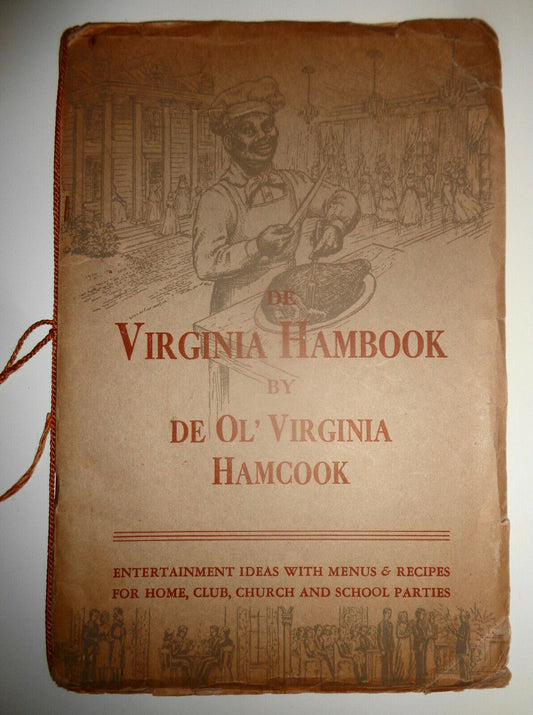 DE
VIRGINIA HAMBOOK
BY
DE OL' VIRGINIA
HAMCOOK
ENTERTAINMENT IDEAS WITH MENUS & RECIPES
FOR HOME, CLUB, CHURCH AND SCHOOL PARTIES